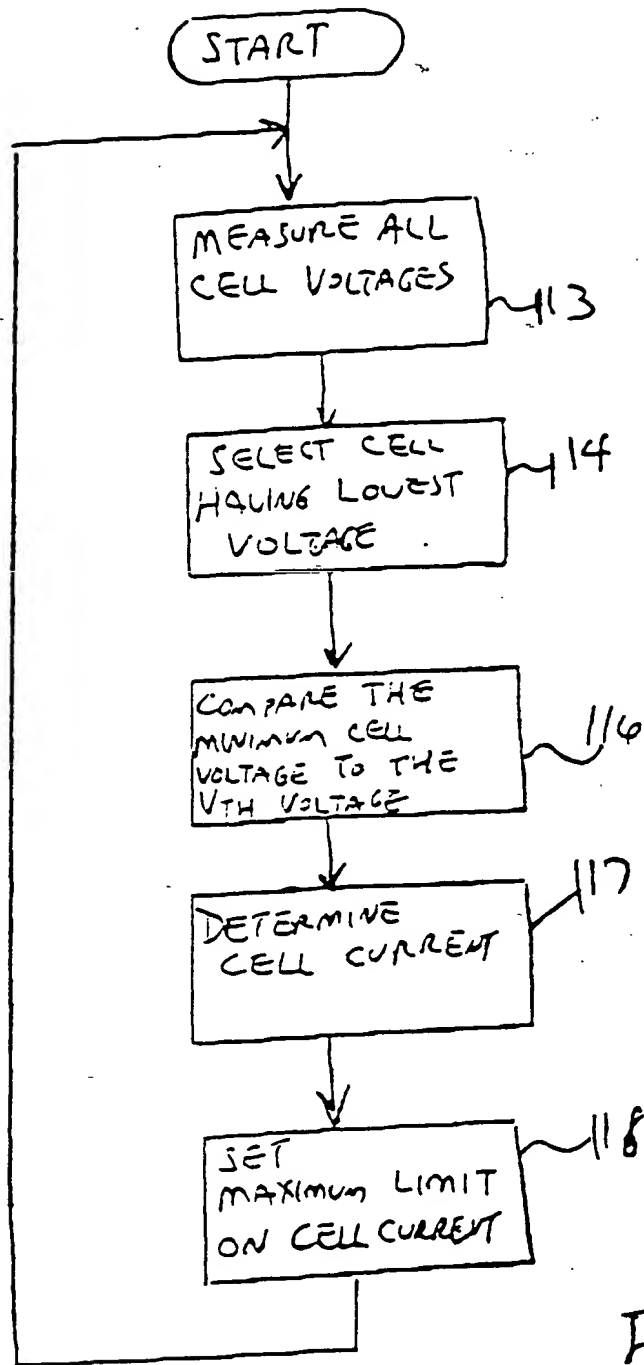 START
MEASURE ALL
CELL VOLTAGES
113
SELECT CELL
HAVING LOWEST
VOLTAGE
114
COMPARE THE
MINIMUM CELL
VOLTAGE TO THE
VTH VOLTAGE
116
DETERMINE
CELL CURRENT
117
SET
MAXIMUM LIMIT
ON CELL CURRENT
118